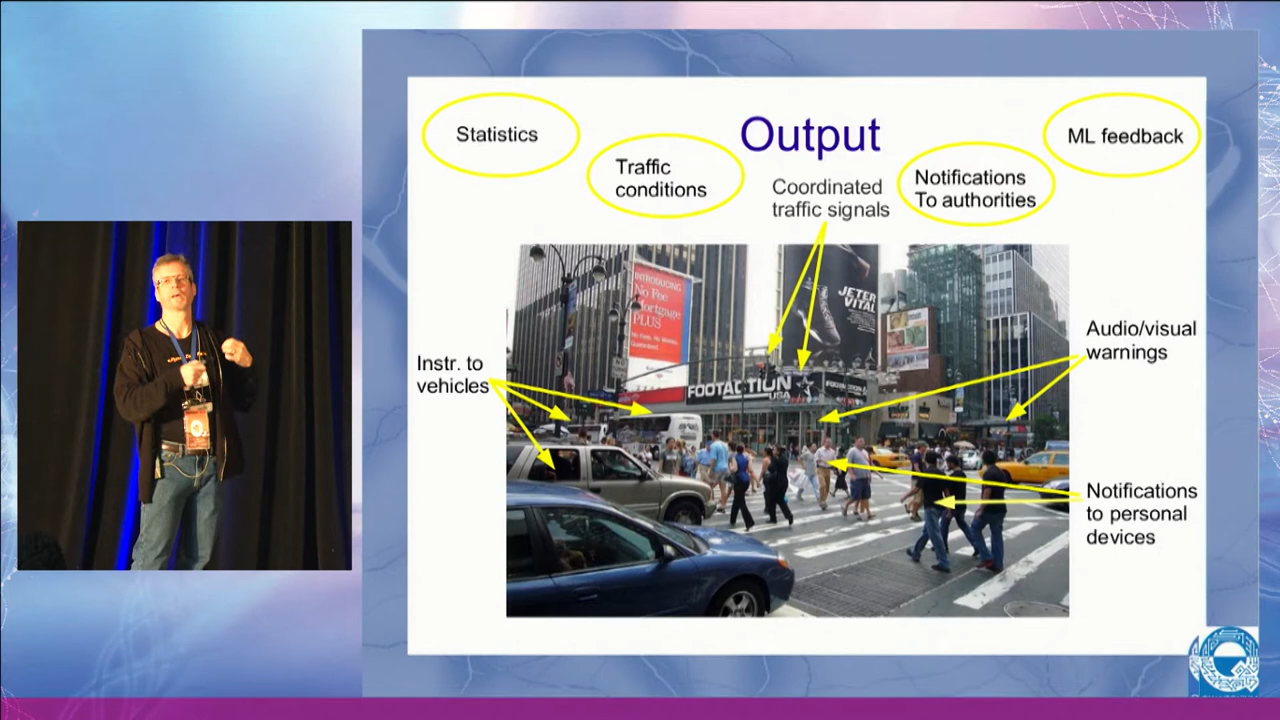 Statistics
Output
ML feedback
Traffic
conditions
Notifications
To authorities
Coordinated
traffic signals
INTRODUCING
No Fee
Mortgage
PLUS
JETER
VITAL
FOOTACTION
USA
Instr. to
vehicles
Audio/visual
warnings
Notifications
to personal
devices